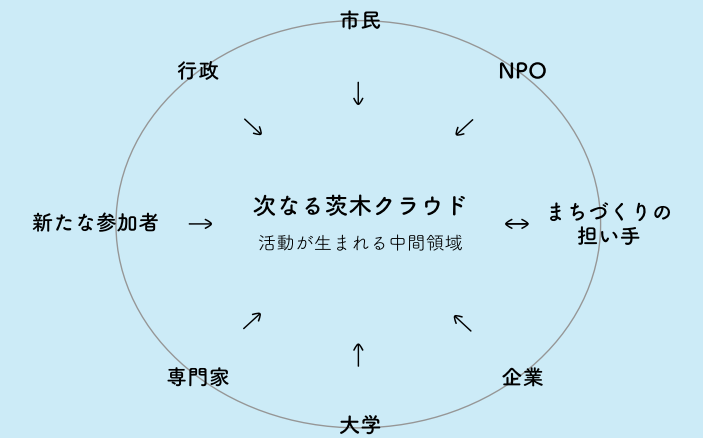 市民
行政
NPO
次なる茨木クラウド
活動が生まれる中間領域
新たな参加者
まちづくりの
担い手
専門家
企業
大学